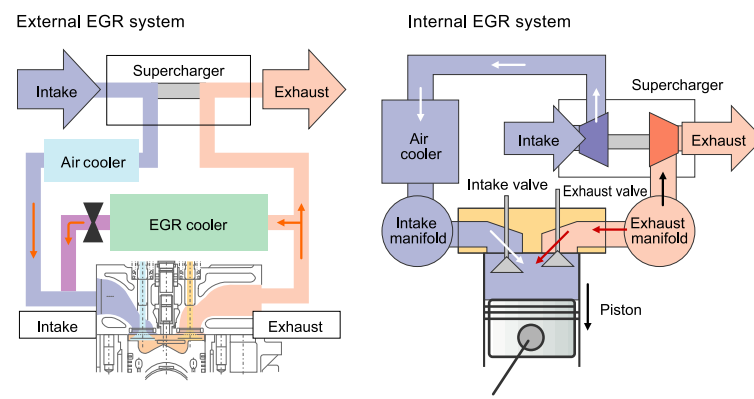 External EGR system
Supercharger
Intake
Exhaust
Air cooler
EGR cooler
Intake
Exhaust
Internal EGR system
Supercharger
Intake
Exhaust
Air
cooler
Intake valve
Exhaust valve
Intake
manifold
Exhaust
manifold
Piston